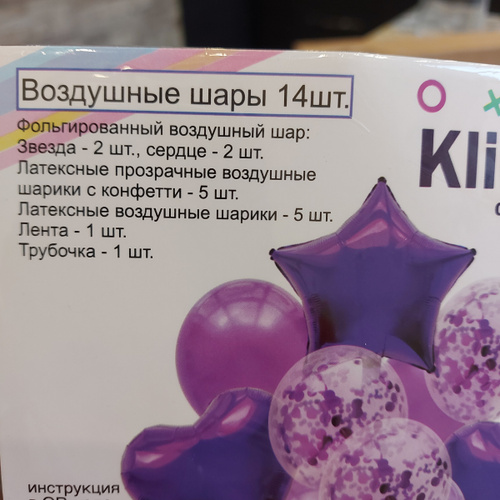 Воздушные шары 14шт.
Фольгированный воздушный шар:
Звезда - 2 шт., сердце - 2 шт.
Латексные прозрачные воздушные
шарики с конфетти - 5 шт.
Латексные воздушные шарики - 5 шт.
Лента - 1 шт.
Трубочка - 1 шт.
Kli
инструкция